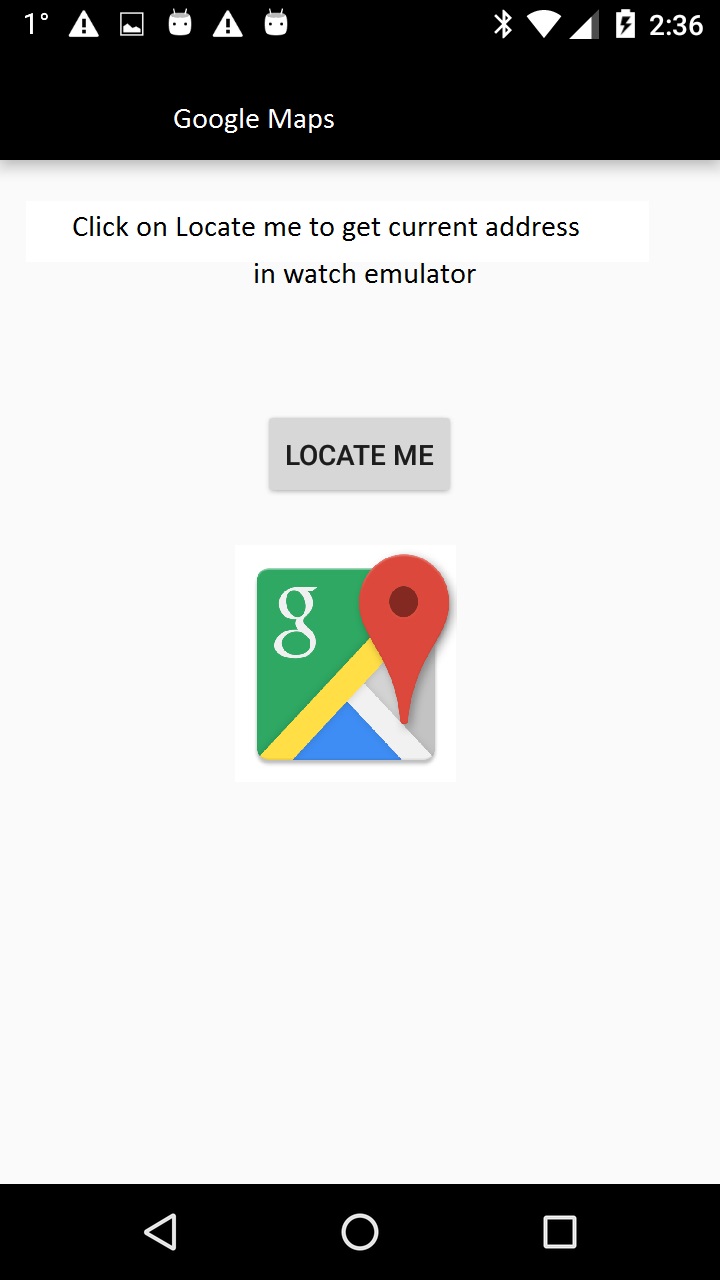 1° 2:36
Google Maps
Click on Locate me to get current address
in watch emulator
LOCATE ME
g